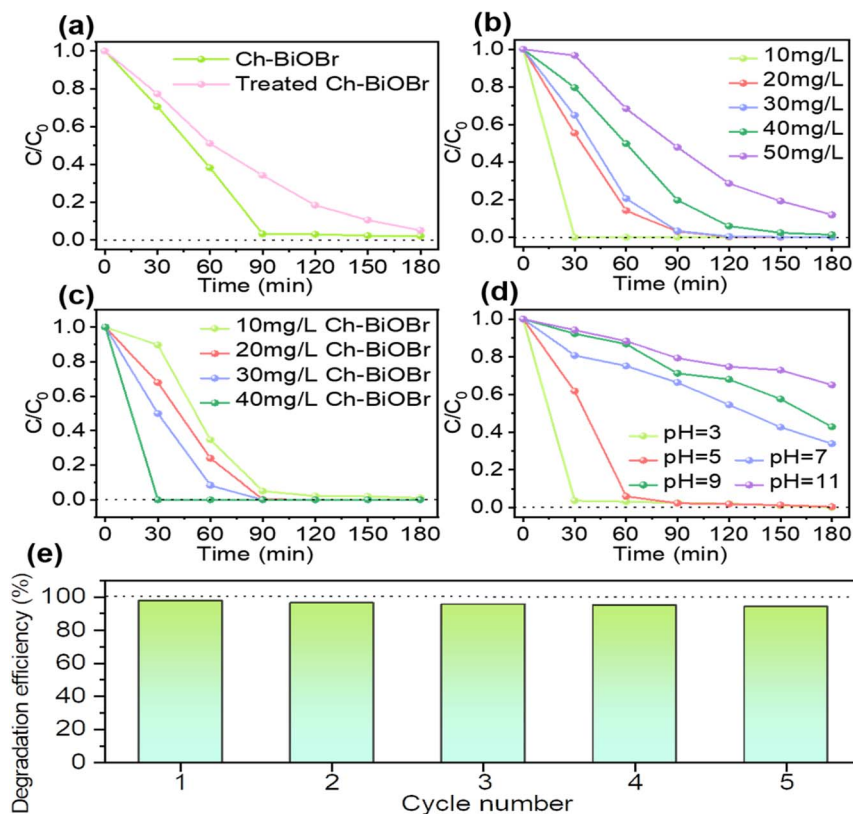 (a)
1.0
0.8
0.6
0.4
0.2
0.0
C/C₀
Ch-BiOBr
Treated Ch-BiOBr
0 30 60 90 120 150 180
Time (min)
(b)
1.0
0.8
0.6
0.4
0.2
0.0
C/C₀
10mg/L
20mg/L
30mg/L
40mg/L
50mg/L
0 30 60 90 120 150 180
Time (min)
(c)
1.0
0.8
0.6
0.4
0.2
0.0
C/C₀
10mg/L Ch-BiOBr
20mg/L Ch-BiOBr
30mg/L Ch-BiOBr
40mg/L Ch-BiOBr
0 30 60 90 120 150 180
Time (min)
(d)
1.0
0.8
0.6
0.4
0.2
0.0
C/C₀
pH=3
pH=5 pH=7
pH=9 pH=11
0 30 60 90 120 150 180
Time (min)
(e)
100
80
60
40
20
0
Degradation efficiency (%)
1 2 3 4 5
Cycle number